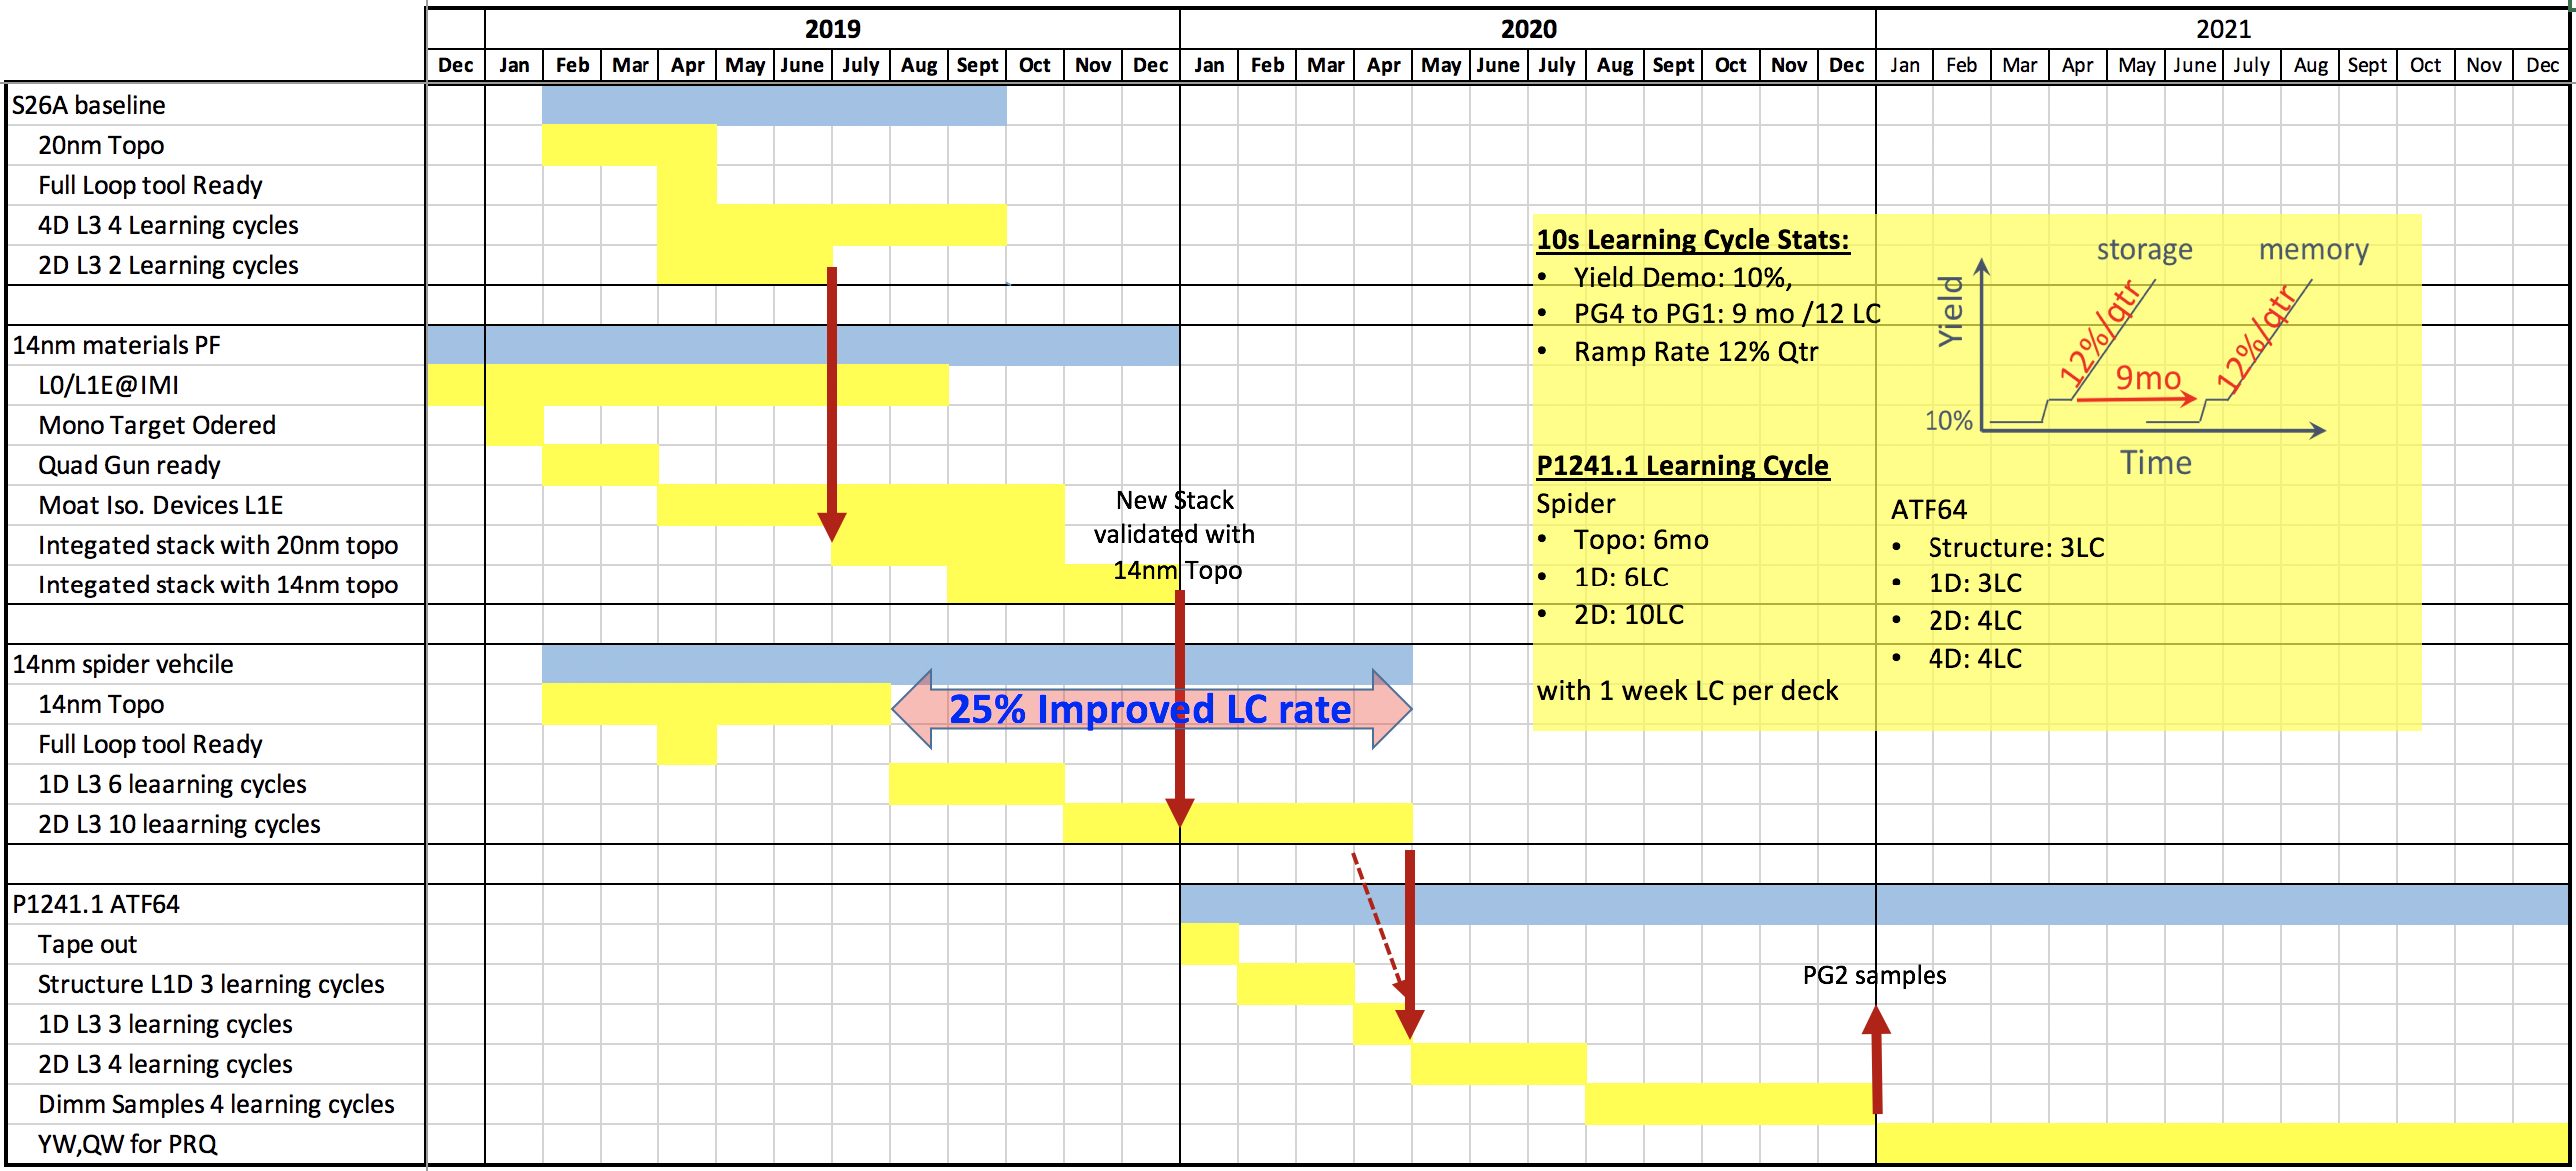 2019
2020
2021
Dec Jan Feb Mar Apr May June July Aug Sept Oct Nov Dec Jan Feb Mar Apr May June July Aug Sept Oct Nov Dec Jan Feb Mar Apr May June July Aug Sept Oct Nov Dec
S26A baseline
20nm Topo
Full Loop tool Ready
4D L3 4 Learning cycles
2D L3 2 Learning cycles
14nm materials PF
L0/L1E@IMI
Mono Target Odered
Quad Gun ready
Moat Iso. Devices L1E
Integated stack with 20nm topo
Integated stack with 14nm topo
New Stack
validated with
14nm Topo
14nm spider vehcile
14nm Topo
25% Improved LC rate
Full Loop tool Ready
1D L3 6 leaarning cycles
2D L3 10 leaarning cycles
P1241.1 ATF64
Tape out
Structure L1D 3 learning cycles
1D L3 3 learning cycles
2D L3 4 learning cycles
Dimm Samples 4 learning cycles
YW,QW for PRQ
PG2 samples
10s Learning Cycle Stats:
• Yield Demo: 10%,
• PG4 to PG1: 9 mo /12 LC
• Ramp Rate 12% Qtr
storage
memory
Yield
12%/qtr
9mo
12%/qtr
10%
Time
P1241.1 Learning Cycle
Spider
• Topo: 6mo
• 1D: 6LC
• 2D: 10LC
with 1 week LC per deck
ATF64
• Structure: 3LC
• 1D: 3LC
• 2D: 4LC
• 4D: 4LC